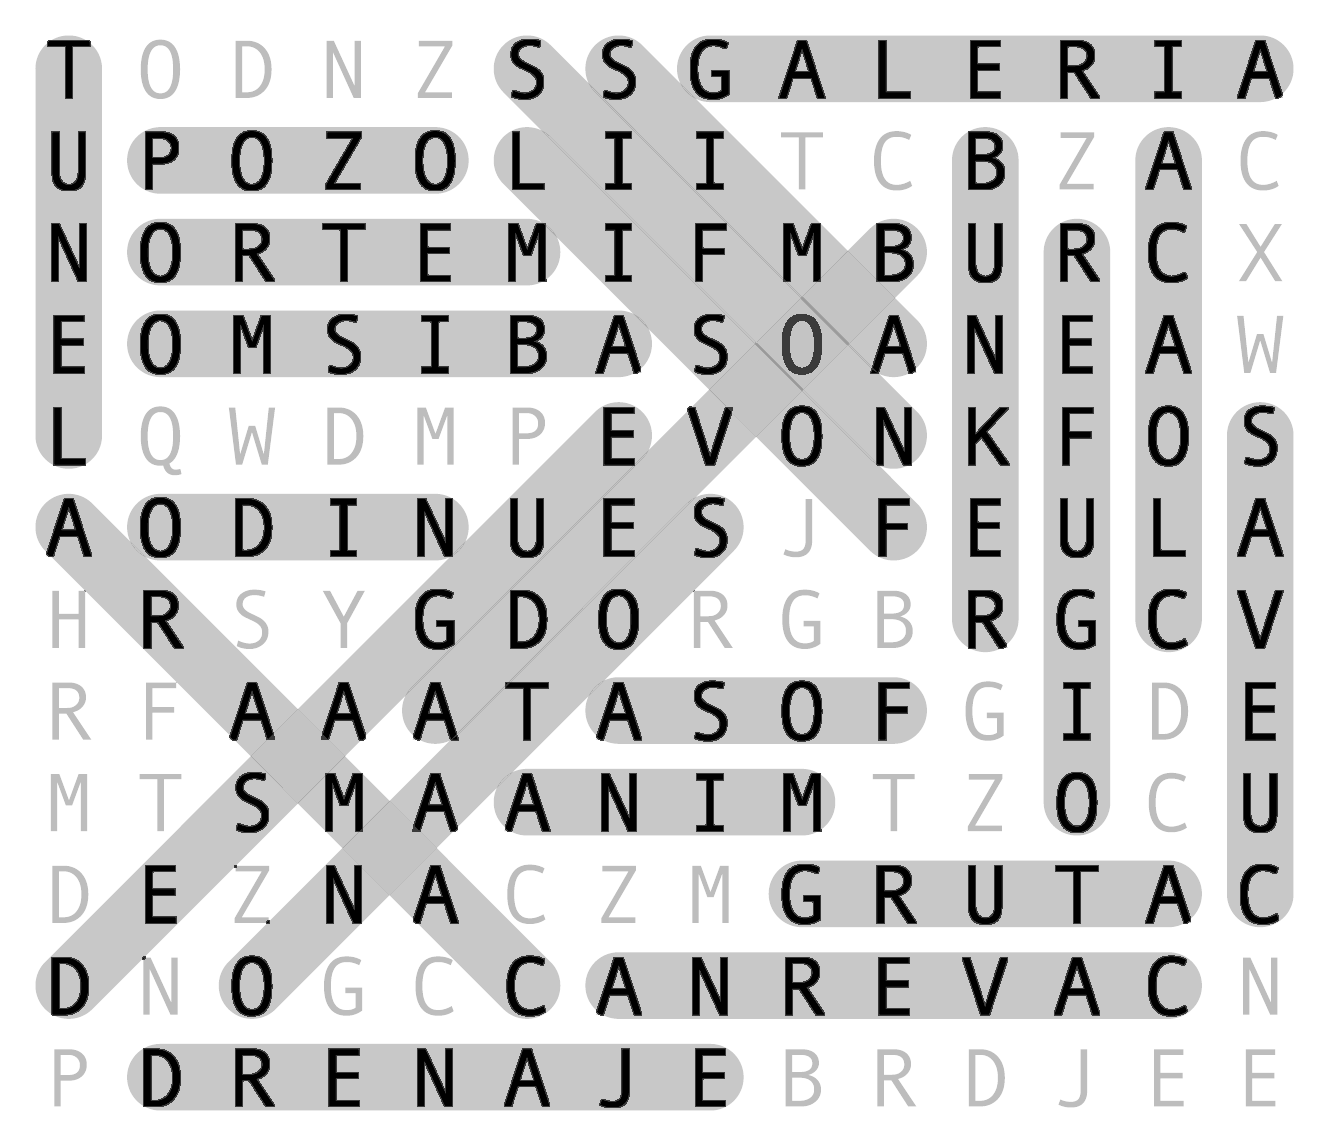 T O D N Z S S G A L E R I A
U P O Z O L I I T C B Z A C
N O R T E M I F M B U R C X
E O M S I B A S O A N E A W
L Q W D M P E V O N K F O S
A O D I N U E S J F E U L A
H R S Y G D O R G B R G C V
R F A A A T A S O F G I D E
M T S M A A N I M T Z O C U
D E Z N A C Z M G R U T A C
D N O G C C A N R E V A C N
P D R E N A J E B R D J E E